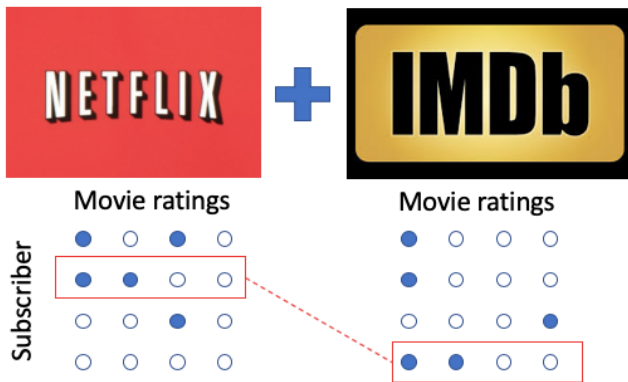 NETFLIX
IMDb
Movie ratings
Movie ratings
Subscriber